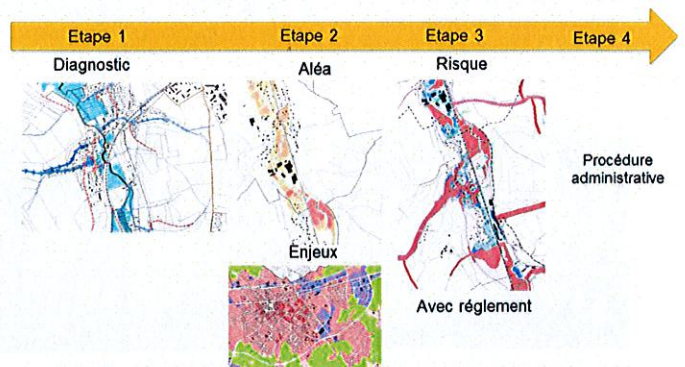 Etape 1
Etape 2
Etape 3
Etape 4
Diagnostic
Aléa
Risque
Procédure
administrative
Enjeux
Avec réglement